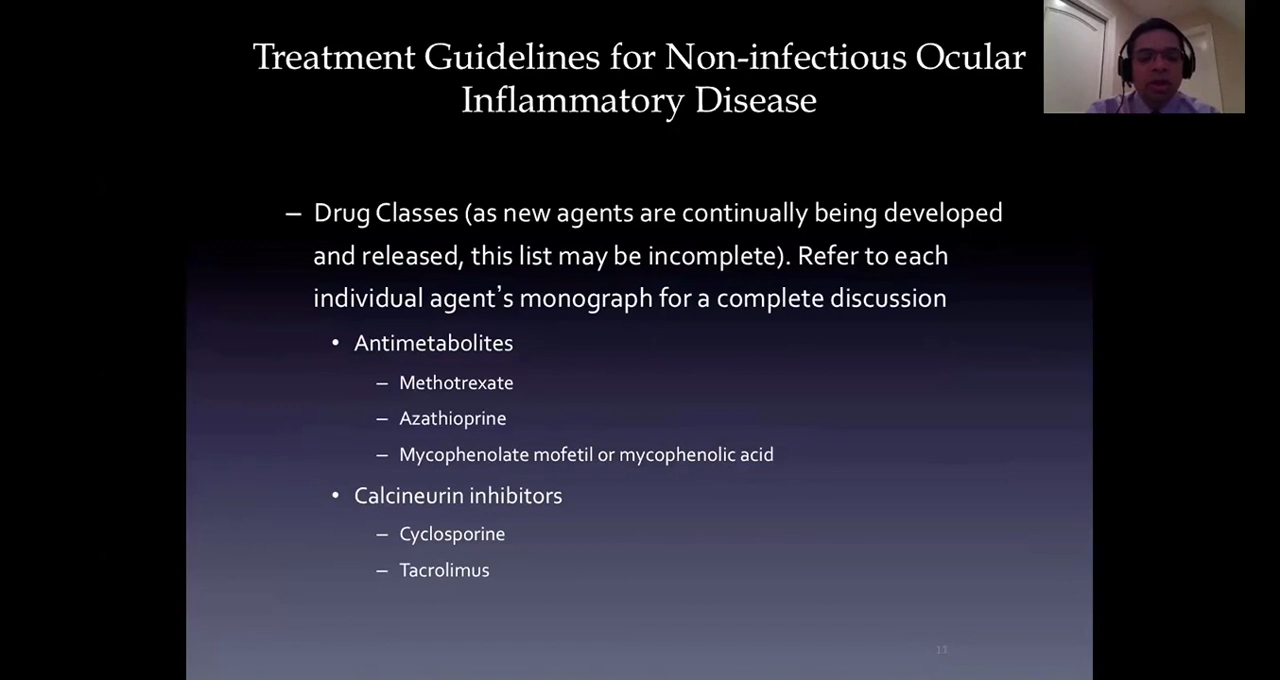 Treatment Guidelines for Non-infectious Ocular
Inflammatory Disease
– Drug Classes (as new agents are continually being developed
and released, this list may be incomplete). Refer to each
individual agent’s monograph for a complete discussion
• Antimetabolites
– Methotrexate
– Azathioprine
– Mycophenolate mofetil or mycophenolic acid
• Calcineurin inhibitors
– Cyclosporine
– Tacrolimus
11